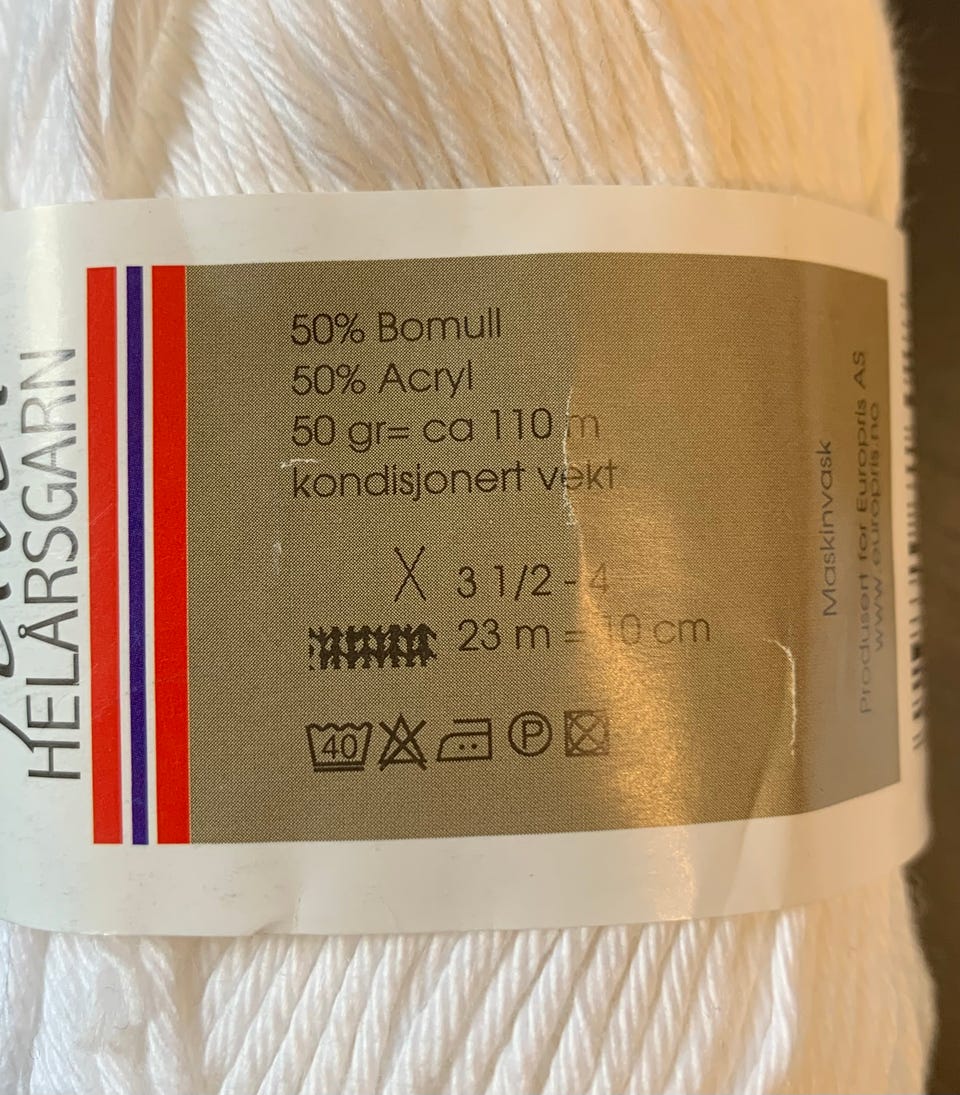 HELÅRSGARN
50% Bomull
50% Acryl
50 gr= ca 110 m
kondisjonert vekt
3 1/2 - 4
23 m = 10 cm
40
P
Maskinvask
Produsert for Europris AS
www.europris.no